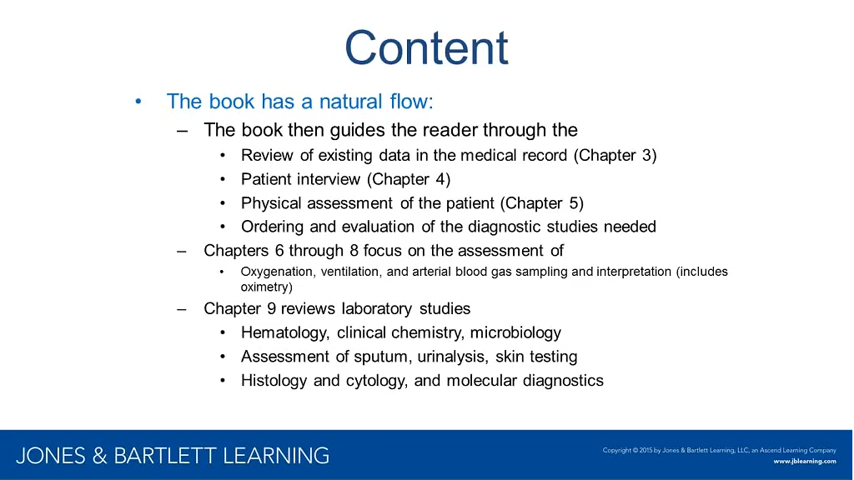 Content
• The book has a natural flow:
– The book then guides the reader through the
• Review of existing data in the medical record (Chapter 3)
• Patient interview (Chapter 4)
• Physical assessment of the patient (Chapter 5)
• Ordering and evaluation of the diagnostic studies needed
– Chapters 6 through 8 focus on the assessment of
• Oxygenation, ventilation, and arterial blood gas sampling and interpretation (includes
oximetry)
– Chapter 9 reviews laboratory studies
• Hematology, clinical chemistry, microbiology
• Assessment of sputum, urinalysis, skin testing
• Histology and cytology, and molecular diagnostics
JONES & BARTLETT LEARNING
Copyright © 2015 by Jones & Bartlett Learning, LLC, an Ascend Learning Company
www.jblearning.com